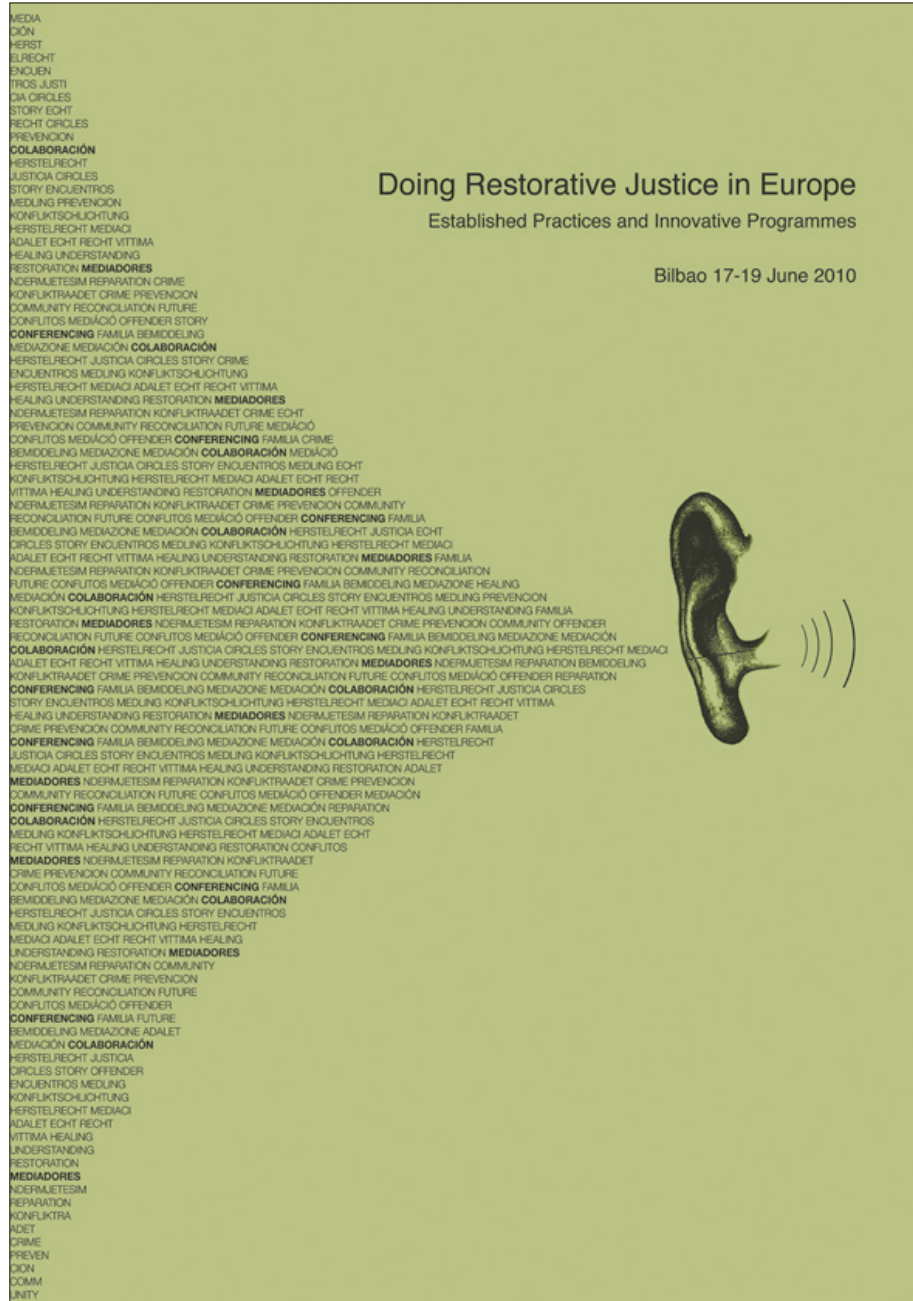 MEDIA
CIÓN
HERST
ELRECHT
ENCUEN
TROS JUSTI
CIA CIRCLES
STORY ECHT
RECHT CIRCLES
PREVENCION
COLABORACIÓN
HERSTELRECHT
JUSTICIA CIRCLES
STORY ENCUENTROS
MEDLING PREVENCION
KONFLIKTSCHLICHTUNG
HERSTELRECHT MEDIACI
ADALET ECHT RECHT VITTIMA
HEALING UNDERSTANDING
RESTORATION MEDIADORES
NDERMJETESIM REPARATION CRIME
KONFLIKTRAADET CRIME PREVENCION
COMMUNITY RECONCILIATION FUTURE
CONFLITOS MEDIÁCIÓ OFFENDER STORY
CONFERENCING FAMILIA BEMIDDELING
MEDIAZIONE MEDIACIÓN COLABORACIÓN
HERSTELRECHT JUSTICIA CIRCLES STORY CRIME
ENCUENTROS MEDLING KONFLIKTSCHLICHTUNG
HERSTELRECHT MEDIACI ADALET ECHT RECHT VITTIMA
HEALING UNDERSTANDING RESTORATION MEDIADORES
NDERMJETESIM REPARATION KONFLIKTRAADET CRIME ECHT
PREVENCION COMMUNITY RECONCILIATION FUTURE MEDIÁCIÓ
CONFLITOS MEDIÁCIÓ OFFENDER CONFERENCING FAMILIA CRIME
BEMIDDELING MEDIAZIONE MEDIACIÓN COLABORACIÓN MEDIÁCIÓ
HERSTELRECHT JUSTICIA CIRCLES STORY ENCUENTROS MEDLING ECHT
KONFLIKTSCHLICHTUNG HERSTELRECHT MEDIACI ADALET ECHT RECHT
VITTIMA HEALING UNDERSTANDING RESTORATION MEDIADORES OFFENDER
NDERMJETESIM REPARATION KONFLIKTRAADET CRIME PREVENCION COMMUNITY
RECONCILIATION FUTURE CONFLITOS MEDIÁCIÓ OFFENDER CONFERENCING FAMILIA
BEMIDDELING MEDIAZIONE MEDIACIÓN COLABORACIÓN HERSTELRECHT JUSTICIA ECHT
CIRCLES STORY ENCUENTROS MEDLING KONFLIKTSCHLICHTUNG HERSTELRECHT MEDIACI
ADALET ECHT RECHT VITTIMA HEALING UNDERSTANDING RESTORATION MEDIADORES FAMILIA
NDERMJETESIM REPARATION KONFLIKTRAADET CRIME PREVENCION COMMUNITY RECONCILIATION
FUTURE CONFLITOS MEDIÁCIÓ OFFENDER CONFERENCING FAMILIA BEMIDDELING MEDIAZIONE HEALING
MEDIACIÓN COLABORACIÓN HERSTELRECHT JUSTICIA CIRCLES STORY ENCUENTROS MEDLING PREVENCION
KONFLIKTSCHLICHTUNG HERSTELRECHT MEDIACI ADALET ECHT RECHT VITTIMA HEALING UNDERSTANDING FAMILIA
RESTORATION MEDIADORES NDERMJETESIM REPARATION KONFLIKTRAADET CRIME PREVENCION COMMUNITY OFFENDER
RECONCILIATION FUTURE CONFLITOS MEDIÁCIÓ OFFENDER CONFERENCING FAMILIA BEMIDDELING MEDIAZIONE MEDIACIÓN
COLABORACIÓN HERSTELRECHT JUSTICIA CIRCLES STORY ENCUENTROS MEDLING KONFLIKTSCHLICHTUNG HERSTELRECHT MEDIACI
ADALET ECHT RECHT VITTIMA HEALING UNDERSTANDING RESTORATION MEDIADORES NDERMJETESIM REPARATION BEMIDDELING
KONFLIKTRAADET CRIME PREVENCION COMMUNITY RECONCILIATION FUTURE CONFLITOS MEDIÁCIÓ OFFENDER REPARATION
CONFERENCING FAMILIA BEMIDDELING MEDIAZIONE MEDIACIÓN COLABORACIÓN HERSTELRECHT JUSTICIA CIRCLES
STORY ENCUENTROS MEDLING KONFLIKTSCHLICHTUNG HERSTELRECHT MEDIACI ADALET ECHT RECHT VITTIMA
HEALING UNDERSTANDING RESTORATION MEDIADORES NDERMJETESIM REPARATION KONFLIKTRAADET
CRIME PREVENCION COMMUNITY RECONCILIATION FUTURE CONFLITOS MEDIÁCIÓ OFFENDER FAMILIA
CONFERENCING FAMILIA BEMIDDELING MEDIAZIONE MEDIACIÓN COLABORACIÓN HERSTELRECHT
JUSTICIA CIRCLES STORY ENCUENTROS MEDLING KONFLIKTSCHLICHTUNG HERSTELRECHT
MEDIACI ADALET ECHT RECHT VITTIMA HEALING UNDERSTANDING RESTORATION ADALET
MEDIADORES NDERMJETESIM REPARATION KONFLIKTRAADET CRIME PREVENCION
COMMUNITY RECONCILIATION FUTURE CONFLITOS MEDIÁCIÓ OFFENDER MEDIACIÓN
CONFERENCING FAMILIA BEMIDDELING MEDIAZIONE MEDIACIÓN REPARATION
COLABORACIÓN HERSTELRECHT JUSTICIA CIRCLES STORY ENCUENTROS
MEDLING KONFLIKTSCHLICHTUNG HERSTELRECHT MEDIACI ADALET ECHT
RECHT VITTIMA HEALING UNDERSTANDING RESTORATION CONFLITOS
MEDIADORES NDERMJETESIM REPARATION KONFLIKTRAADET
CRIME PREVENCION COMMUNITY RECONCILIATION FUTURE
CONFLITOS MEDIÁCIÓ OFFENDER CONFERENCING FAMILIA
BEMIDDELING MEDIAZIONE MEDIACIÓN COLABORACIÓN
HERSTELRECHT JUSTICIA CIRCLES STORY ENCUENTROS
MEDLING KONFLIKTSCHLICHTUNG HERSTELRECHT
MEDIACI ADALET ECHT RECHT VITTIMA HEALING
UNDERSTANDING RESTORATION MEDIADORES
NDERMJETESIM REPARATION COMMUNITY
KONFLIKTRAADET CRIME PREVENCION
COMMUNITY RECONCILIATION FUTURE
CONFLITOS MEDIÁCIÓ OFFENDER
CONFERENCING FAMILIA FUTURE
BEMIDDELING MEDIAZIONE ADALET
MEDIACIÓN COLABORACIÓN
HERSTELRECHT JUSTICIA
CIRCLES STORY OFFENDER
ENCUENTROS MEDLING
KONFLIKTSCHLICHTUNG
HERSTELRECHT MEDIACI
ADALET ECHT RECHT
VITTIMA HEALING
UNDERSTANDING
RESTORATION
MEDIADORES
NDERMJETESIM
REPARATION
KONFLIKTRA
ADET
CRIME
PREVEN
CION
COMM
UNITY
Doing Restorative Justice in Europe
Established Practices and Innovative Programmes
Bilbao 17-19 June 2010